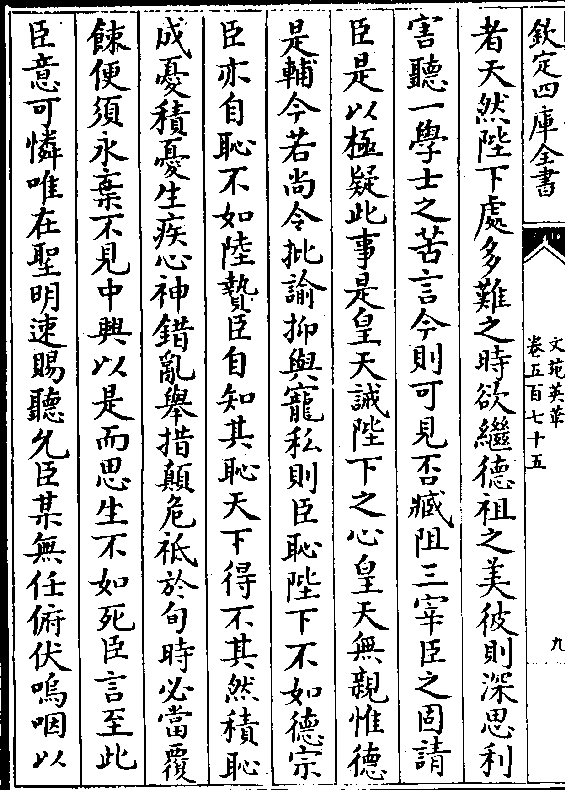 欽定四庫全書
文苑英華
卷五百七十五
九
者天然陛下處多難之時欲繼德祖之美彼則深思利
害聽一學士之苦言今則可見否臧阻三宰臣之固請
臣是以極疑此事是皇天誡陛下之心皇天無親惟德
是輔今若尚令批諭抑與寵私則臣恥陛下不如德宗
臣亦自恥不如陸贄臣自知其恥天下得不其然積恥
成憂積憂生疾心神錯亂舉措顛危祗於旬時必當覆
餗便須永棄不見中興以是而思生不如死臣言至此
臣意可憐唯在聖明速賜聽允臣某無任俯伏嗚咽以